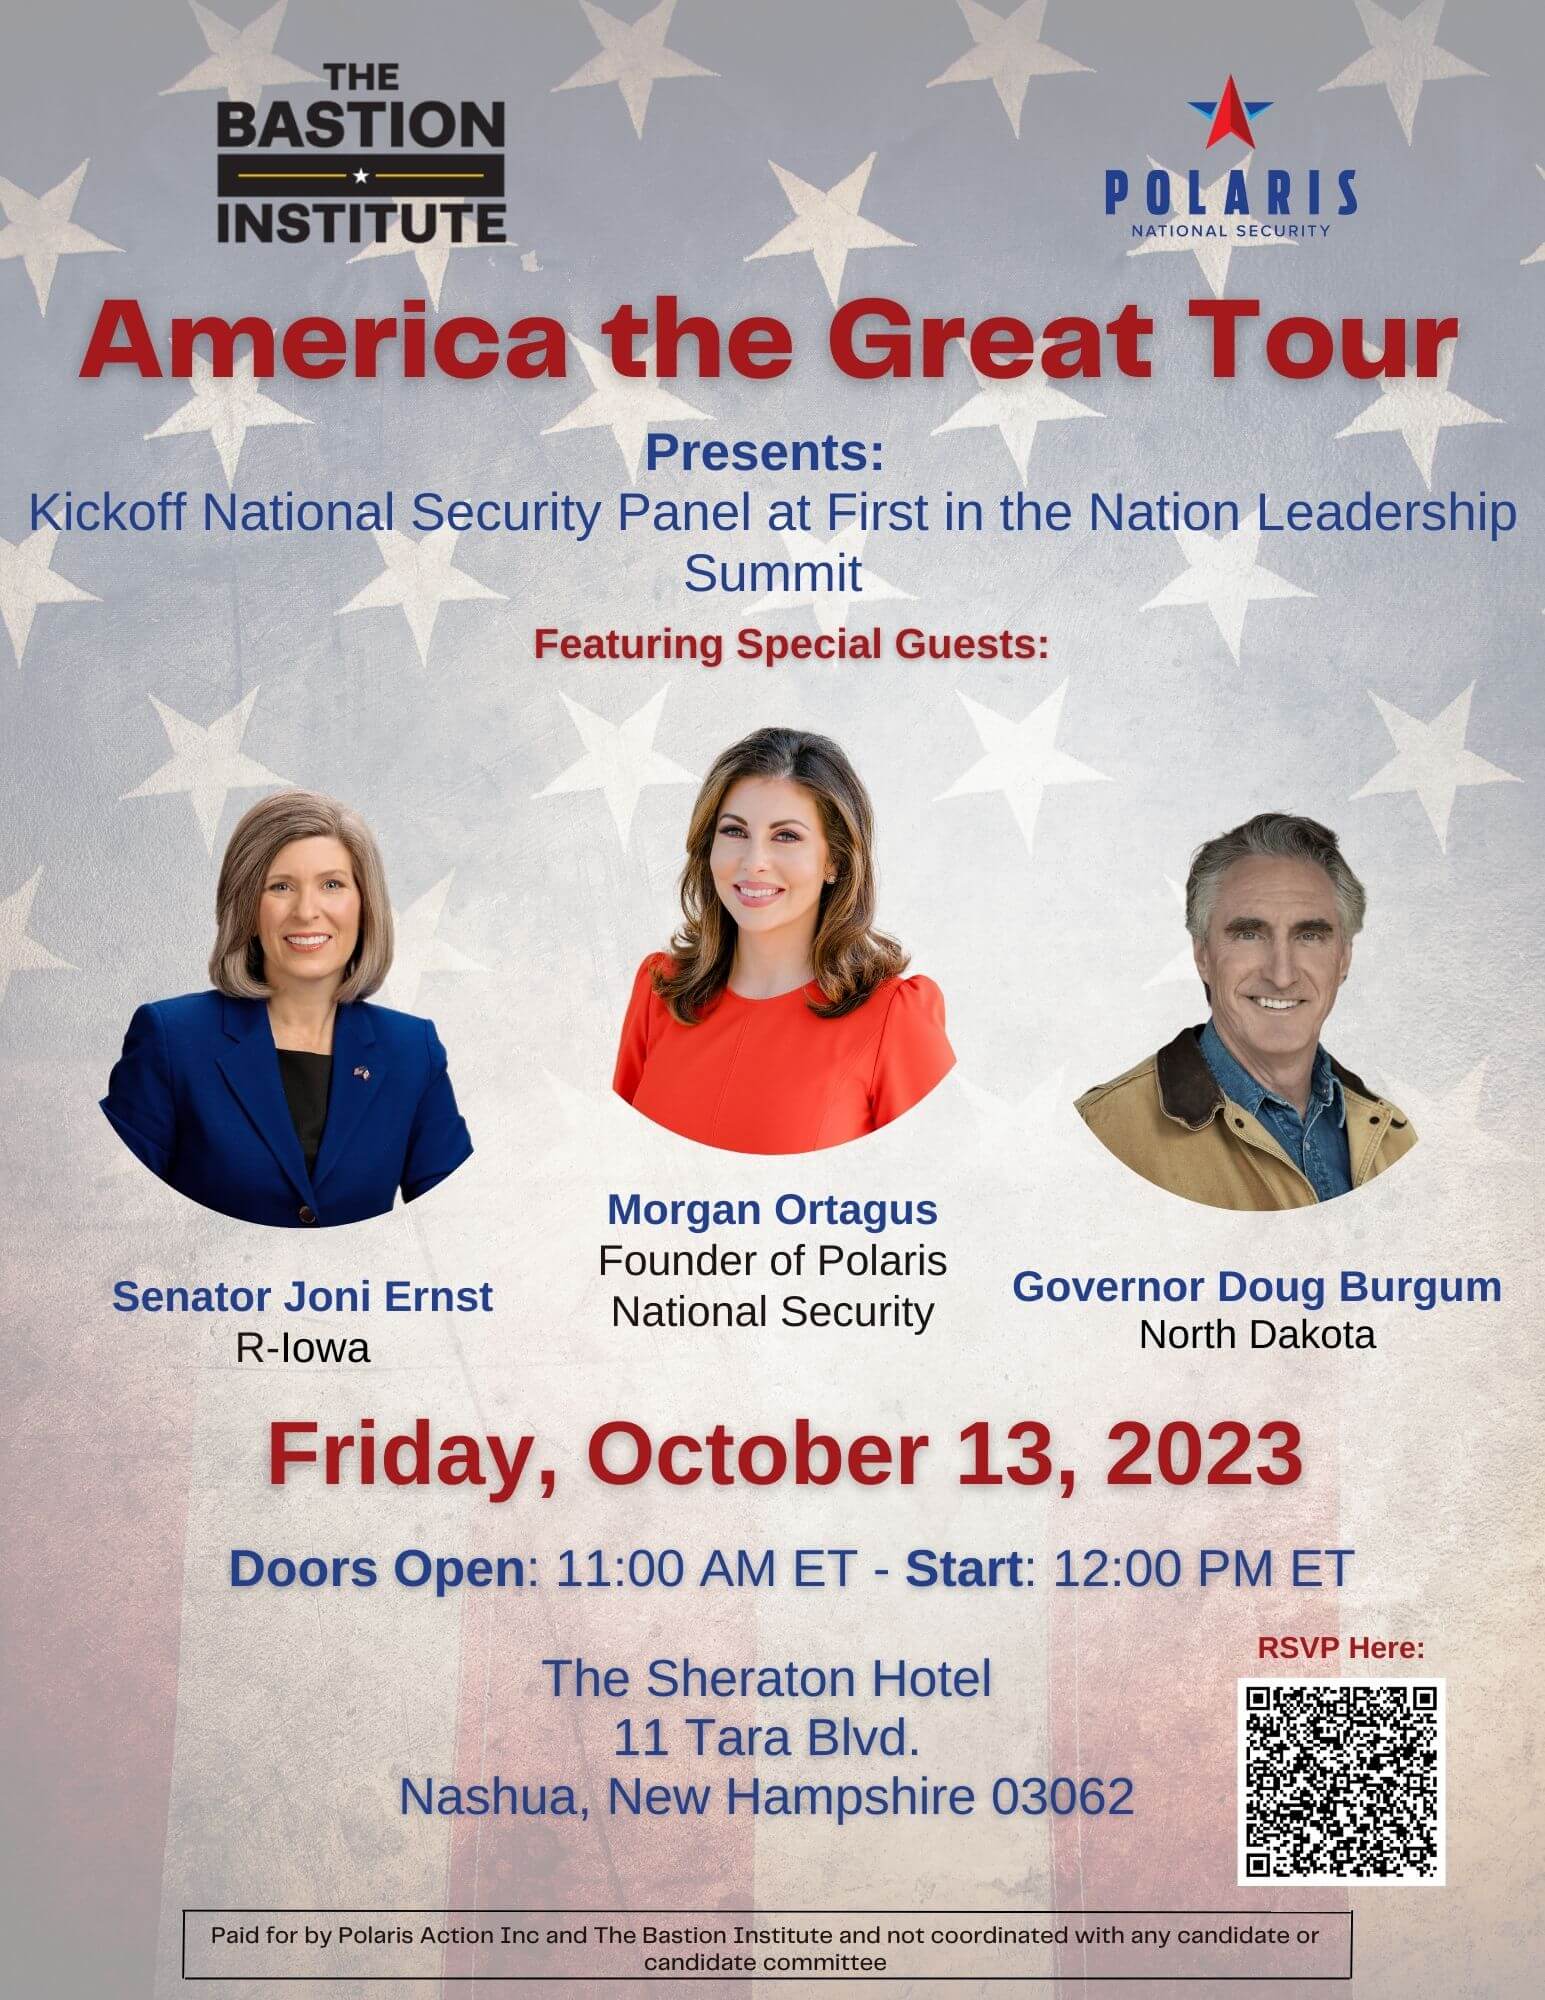 THE
BASTION
INSTITUTE
POLARIS
NATIONAL SECURITY
America the Great Tour
Presents:
Kickoff National Security Panel at First in the Nation Leadership
Summit
Featuring Special Guests:
Morgan Ortagus
Founder of Polaris
National Security
Senator Joni Ernst
R-Iowa
Governor Doug Burgum
North Dakota
Friday, October 13, 2023
Doors Open: 11:00 AM ET - Start: 12:00 PM ET
The Sheraton Hotel
11 Tara Blvd.
Nashua, New Hampshire 03062
RSVP Here:
Paid for by Polaris Action Inc and The Bastion Institute and not coordinated with any candidate or
candidate committee